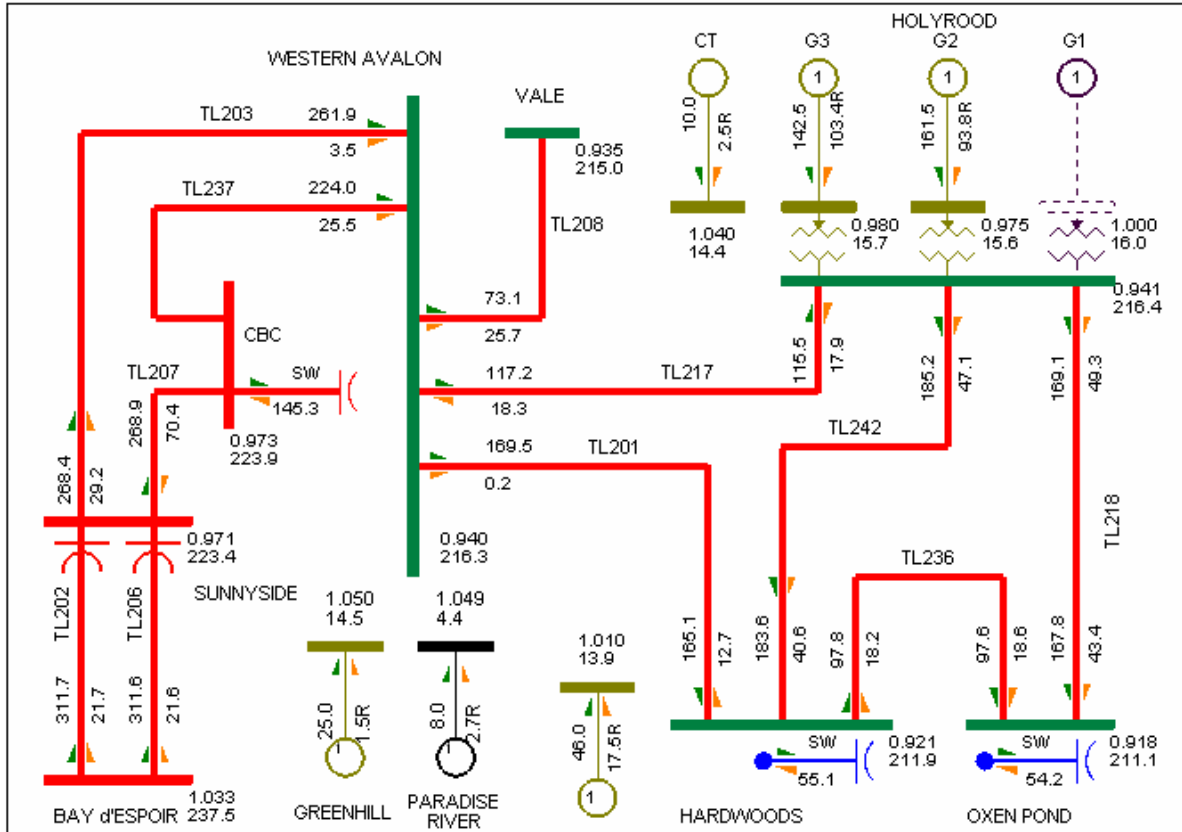 HOLYROOD
CT
G3
G2
G1
WESTERN AVALON
1
1
1
VALE
TL203
261.9
3.5
10.0
2.5R
142.5
103.4R
161.5
93.8R
0.935
215.0
TL237
224.0
25.5
TL208
1.040
14.4
0.980
15.7
0.975
15.6
1.000
16.0
0.941
216.4
73.1
25.7
CBC
115.5
17.9
185.2
47.1
169.1
49.3
TL207
SW
145.3
117.2
18.3
TL217
268.9
70.4
0.973
223.9
TL242
169.5
0.2
TL201
268.4
29.2
TL218
0.971
223.4
0.940
216.3
TL236
SUNNYSIDE
TL202
TL206
1.050
14.5
1.049
4.4
1.010
13.9
165.1
12.7
183.6
40.6
97.8
18.2
97.6
18.6
167.8
43.4
311.7
21.7
311.6
21.6
25.0
1.5R
8.0
2.7R
46.0
17.5R
1
1
1
SW
55.1
0.921
211.9
SW
54.2
0.918
211.1
1.033
237.5
BAY d'ESPOIR
GREENHILL
PARADISE
RIVER
HARDWOODS
OXEN POND